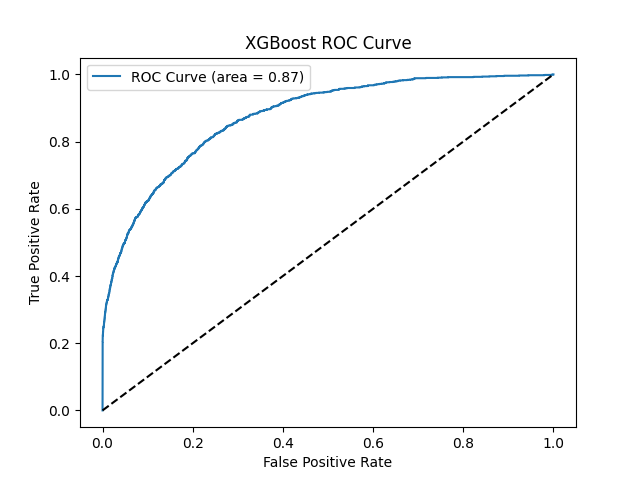 XGBoost ROC Curve
ROC Curve (area = 0.87)
True Positive Rate
1.0
0.8
0.6
0.4
0.2
0.0
0.0 0.2 0.4 0.6 0.8 1.0
False Positive Rate